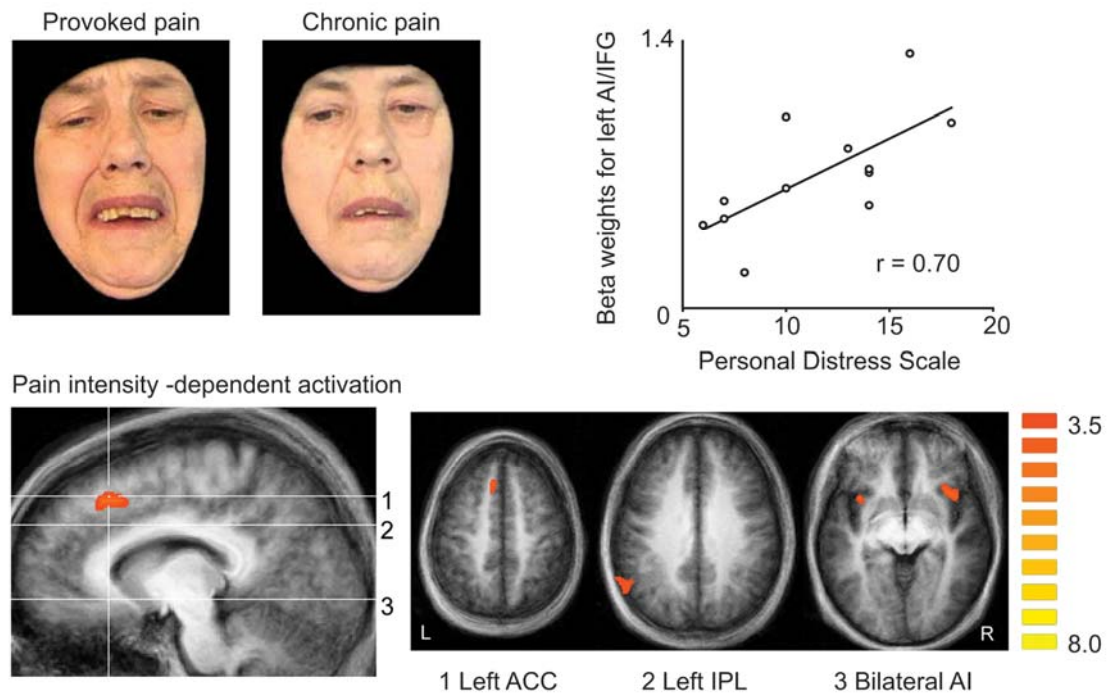 Provoked pain
Chronic pain
1.4
Beta weights for left AI/IFG
r = 0.70
0
5
10
15
20
Personal Distress Scale
Pain intensity -dependent activation
1
2
3
L
R
3.5
8.0
1 Left ACC
2 Left IPL
3 Bilateral AI